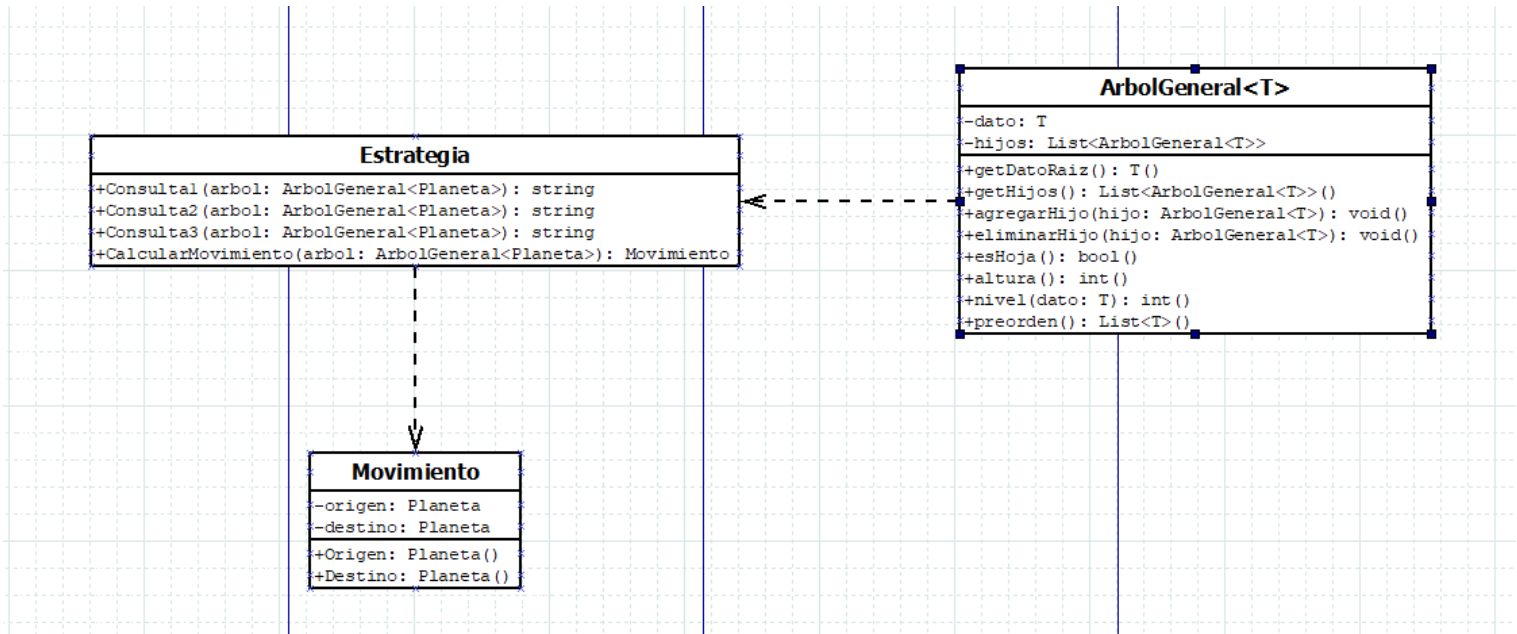 Estrategia
+Consulta1(arbol: ArbolGeneral<Planeta>): string
+Consulta2(arbol: ArbolGeneral<Planeta>): string
+Consulta3(arbol: ArbolGeneral<Planeta>): string
+CalcularMovimiento(arbol: ArbolGeneral<Planeta>): Movimiento
ArbolGeneral<T>
-dato: T
-hijos: List<ArbolGeneral<T>>
+getDatoRaiz(): T()
+getHijos(): List<ArbolGeneral<T>>()
+agregarHijo(hijo: ArbolGeneral<T>): void()
+eliminarHijo(hijo: ArbolGeneral<T>): void()
+esHoja(): bool()
+altura(): int()
+nivel(dato: T): int()
+preorden(): List<T>()
Movimiento
-origen: Planeta
-destino: Planeta
+Origen: Planeta()
+Destino: Planeta()